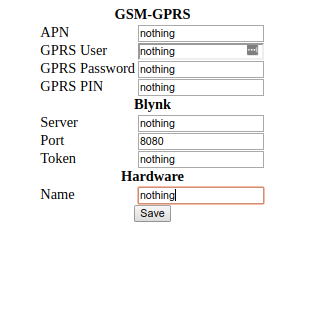 GSM-GPRS
APN nothing
GPRS User nothing
GPRS Password nothing
GPRS PIN nothing
Blynk
Server nothing
Port 8080
Token nothing
Hardware
Name nothing
Save